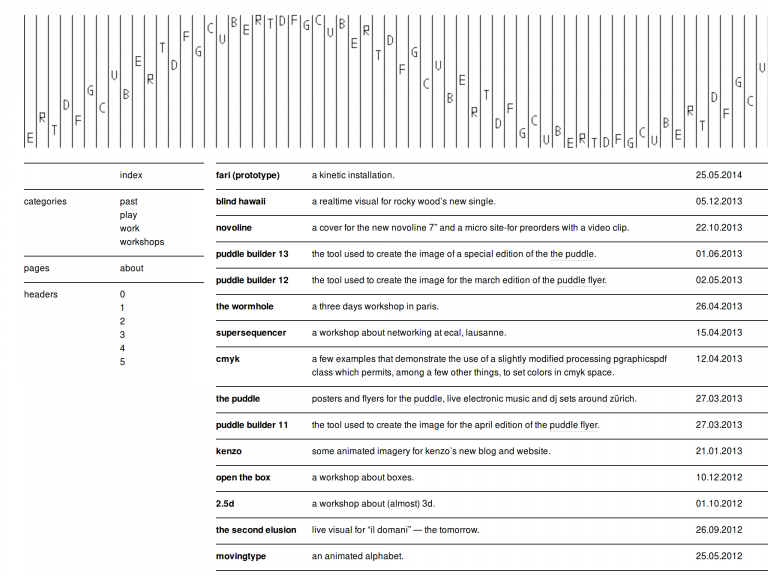 ERTDFGCUBERTDFGCUBERTDFGCUBERTDFGCUBERTDFGCUBERTDFGCUBERTDFGCU
index
categories
past
play
work
workshops
pages about
headers
0
1
2
3
4
5
fari (prototype) a kinetic installation. 25.05.2014
blind hawaii a realtime visual for rocky wood's new single. 05.12.2013
novoline a cover for the new novoline 7" and a micro site-for preorders with a video clip. 22.10.2013
puddle builder 13 the tool used to create the image of a special edition of the the puddle. 01.06.2013
puddle builder 12 the tool used to create the image for the march edition of the puddle flyer. 02.05.2013
the wormhole a three days workshop in paris. 26.04.2013
supersequencer a workshop about networking at ecal, lausanne. 15.04.2013
cmyk a few examples that demonstrate the use of a slightly modified processing pgraphicspdf 12.04.2013
class which permits, among a few other things, to set colors in cmyk space.
the puddle posters and flyers for the puddle, live electronic music and dj sets around zürich. 27.03.2013
puddle builder 11 the tool used to create the image for the april edition of the puddle flyer. 27.03.2013
kenzo some animated imagery for kenzo's new blog and website. 21.01.2013
open the box a workshop about boxes. 10.12.2012
2.5d a workshop about (almost) 3d. 01.10.2012
the second elusion live visual for "il domani" — the tomorrow. 26.09.2012
movingtype an animated alphabet. 25.05.2012